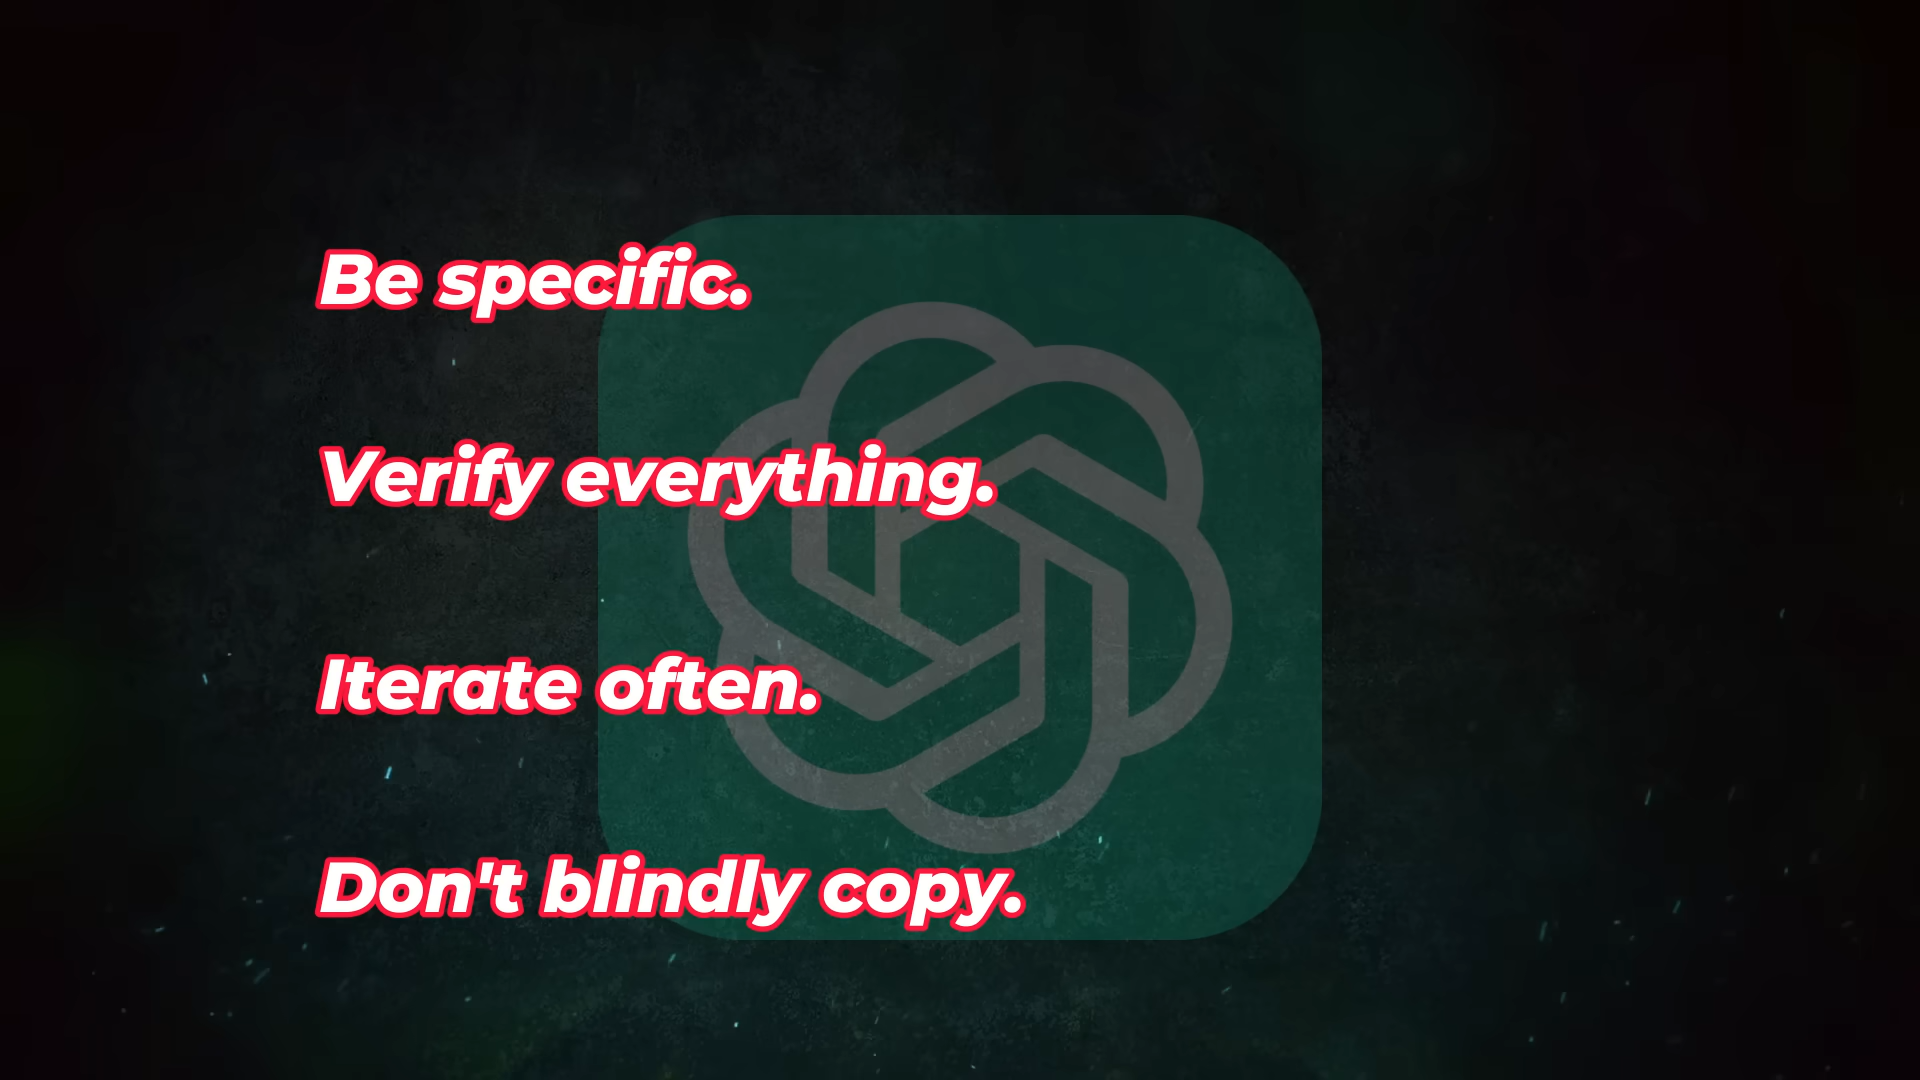 Be specific.
Verify everything.
Iterate often.
Don't blindly copy.